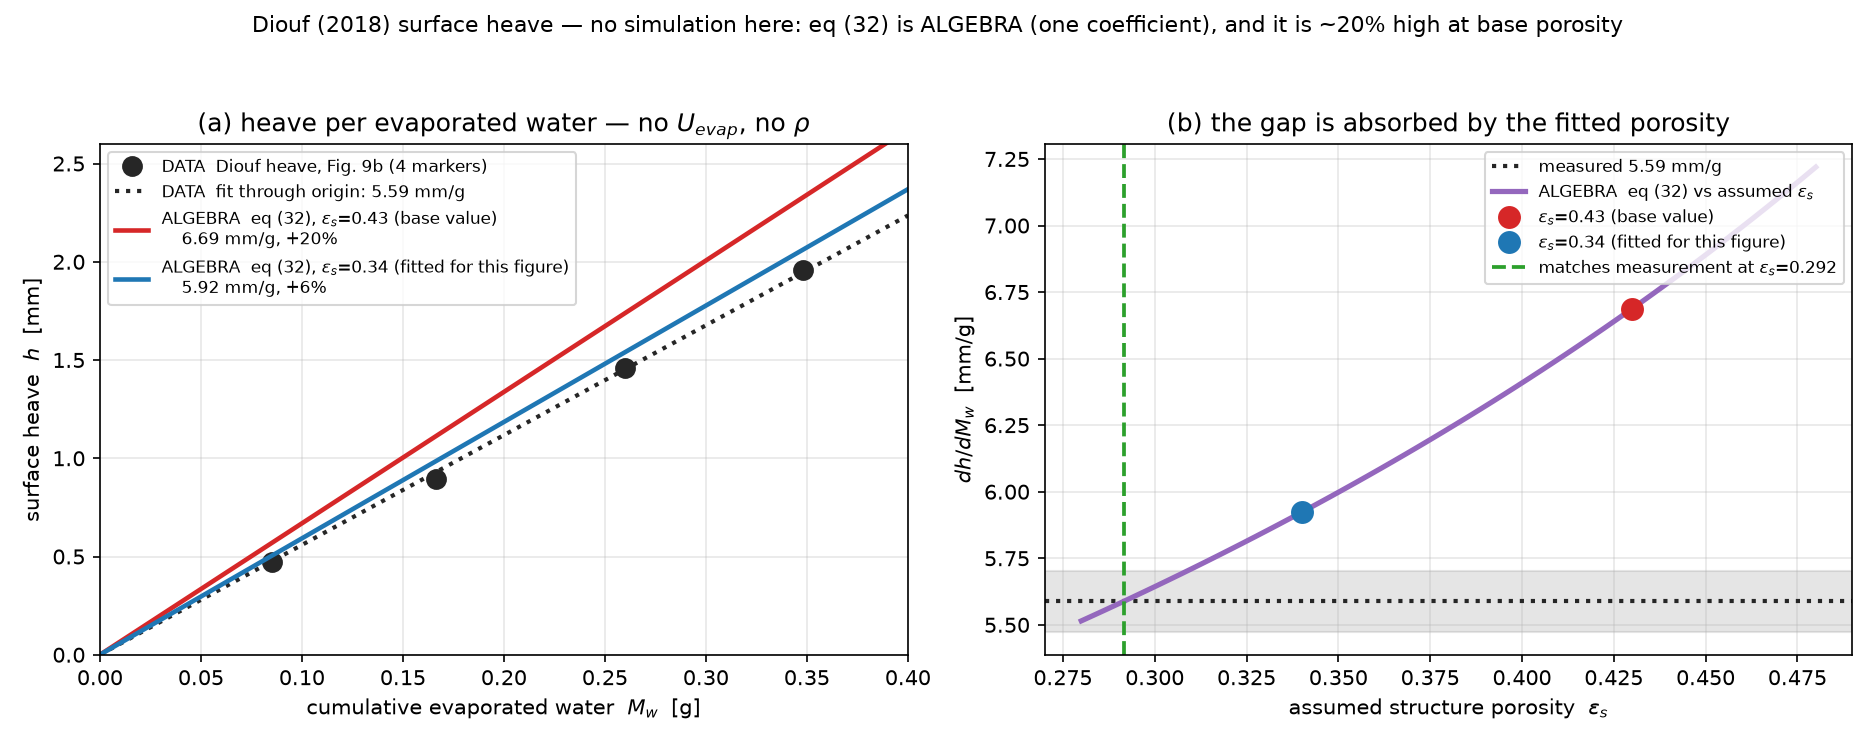 Diouf (2018) surface heave — no simulation here: eq (32) is ALGEBRA (one coefficient), and it is ~20% high at base porosity
(a) heave per evaporated water — no U_evap, no ρ
DATA  Diouf heave, Fig. 9b (4 markers)
DATA  fit through origin: 5.59 mm/g
ALGEBRA  eq (32), ε_s=0.43 (base value)
6.69 mm/g, +20%
ALGEBRA  eq (32), ε_s=0.34 (fitted for this figure)
5.92 mm/g, +6%
surface heave  h  [mm]
2.5
2.0
1.5
1.0
0.5
0.0
0.00 0.05 0.10 0.15 0.20 0.25 0.30 0.35 0.40
cumulative evaporated water  M_w  [g]
(b) the gap is absorbed by the fitted porosity
measured 5.59 mm/g
ALGEBRA  eq (32) vs assumed ε_s
ε_s=0.43 (base value)
ε_s=0.34 (fitted for this figure)
matches measurement at ε_s=0.292
dh/dM_w  [mm/g]
7.25
7.00
6.75
6.50
6.25
6.00
5.75
5.50
0.275 0.300 0.325 0.350 0.375 0.400 0.425 0.450 0.475
assumed structure porosity  ε_s